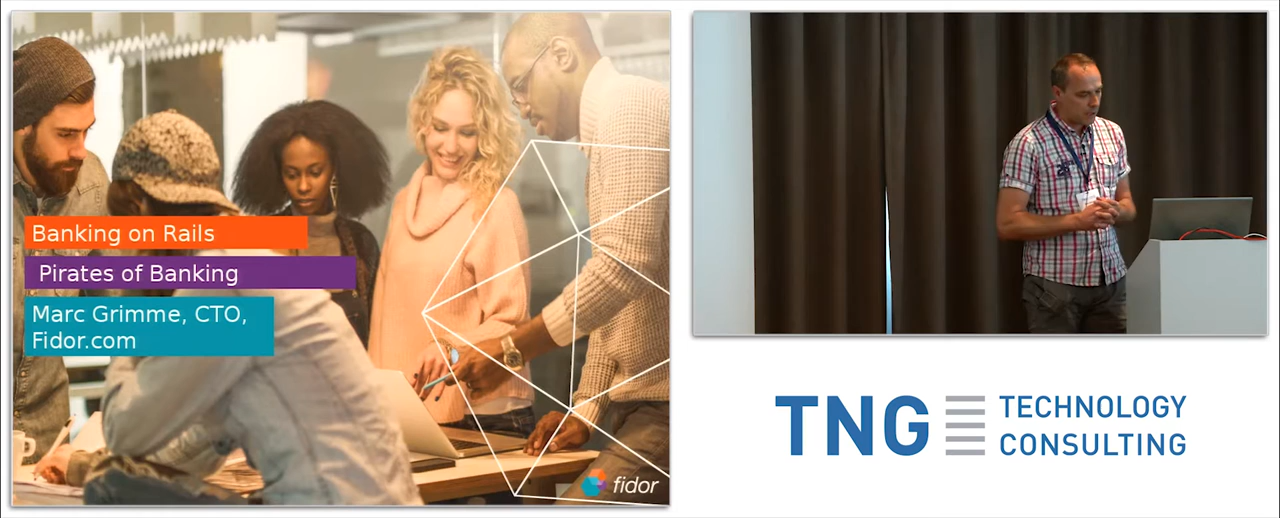 Banking on Rails
Pirates of Banking
Marc Grimme, CTO,
Fidor.com
fidor
TNG TECHNOLOGY
CONSULTING